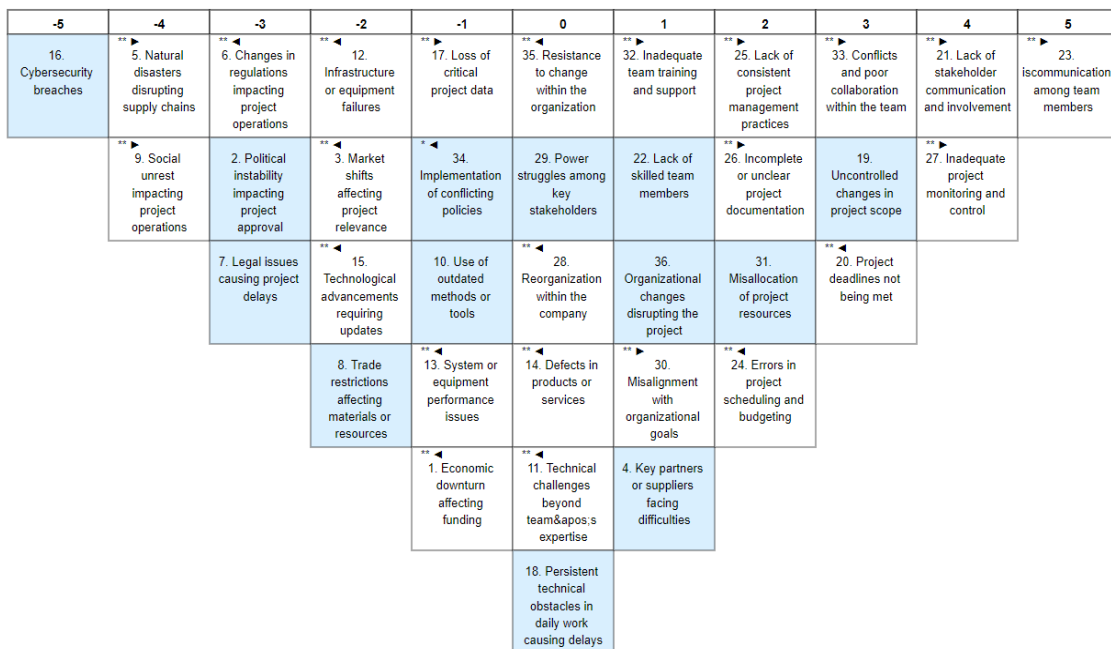 -5 -4 -3 -2 -1 0 1 2 3 4 5
16.
Cybersecurity
breaches
** ►
5. Natural
disasters
disrupting
supply chains
** ◄
6. Changes in
regulations
impacting
project
operations
** ◄
12.
Infrastructure
or equipment
failures
** ►
17. Loss of
critical
project data
** ◄
35. Resistance
to change
within the
organization
** ►
32. Inadequate
team training
and support
** ►
25. Lack of
consistent
project
management
practices
** ►
33. Conflicts
and poor
collaboration
within the team
** ►
21. Lack of
stakeholder
communication
and involvement
** ►
23.
iscommunication
among team
members
** ►
9. Social
unrest
impacting
project
operations
2. Political
instability
impacting
project
approval
** ◄
3. Market
shifts
affecting
project
relevance
* ◄
34.
Implementation
of conflicting
policies
29. Power
struggles among
key
stakeholders
22. Lack of
skilled team
members
** ►
26. Incomplete
or unclear
project
documentation
19.
Uncontrolled
changes in
project scope
** ►
27. Inadequate
project
monitoring and
control
7. Legal issues
causing project
delays
** ◄
15.
Technological
advancements
requiring
updates
10. Use of
outdated
methods or
tools
** ◄
28.
Reorganization
within the
company
36.
Organizational
changes
disrupting the
project
31.
Misallocation
of project
resources
** ◄
20. Project
deadlines not
being met
8. Trade
restrictions
affecting
materials or
resources
** ◄
13. System or
equipment
performance
issues
** ◄
14. Defects in
products or
services
** ►
30.
Misalignment
with
organizational
goals
** ◄
24. Errors in
project
scheduling and
budgeting
** ◄
1. Economic
downturn
affecting
funding
** ◄
11. Technical
challenges
beyond
team&apos;s
expertise
4. Key partners
or suppliers
facing
difficulties
18. Persistent
technical
obstacles in
daily work
causing delays